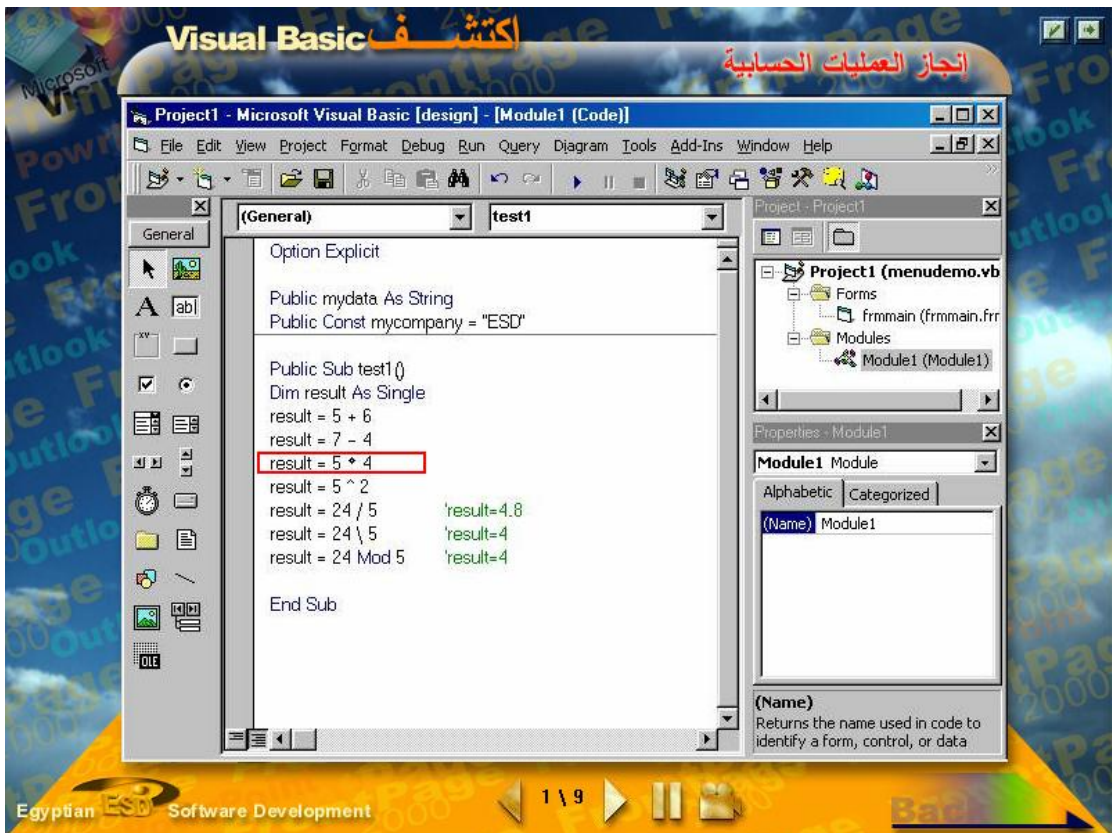 Visual Basic اكتشف
إنجاز العمليات الحسابية
Microsoft
Project1 - Microsoft Visual Basic [design] - [Module1 (Code)]
File Edit View Project Format Debug Run Query Diagram Tools Add-Ins Window Help
General
(General) test1
Option Explicit
Public mydata As String
Public Const mycompany = "ESD"
Public Sub test1()
Dim result As Single
result = 5 + 6
result = 7 - 4
result = 5 * 4
result = 5 ^ 2
result = 24 / 5 'result=4.8
result = 24 \ 5 'result=4
result = 24 Mod 5 'result=4
End Sub
A ab|
XY
OLE
Project - Project1
Project1 (menudemo.vb
Forms
frmmain (frmmain.frr
Modules
Module1 (Module1)
Properties - Module1
Module1 Module
Alphabetic Categorized
(Name) Module1
(Name)
Returns the name used in code to
identify a form, control, or data
Egyptian ESD Software Development
1 \ 9
Back